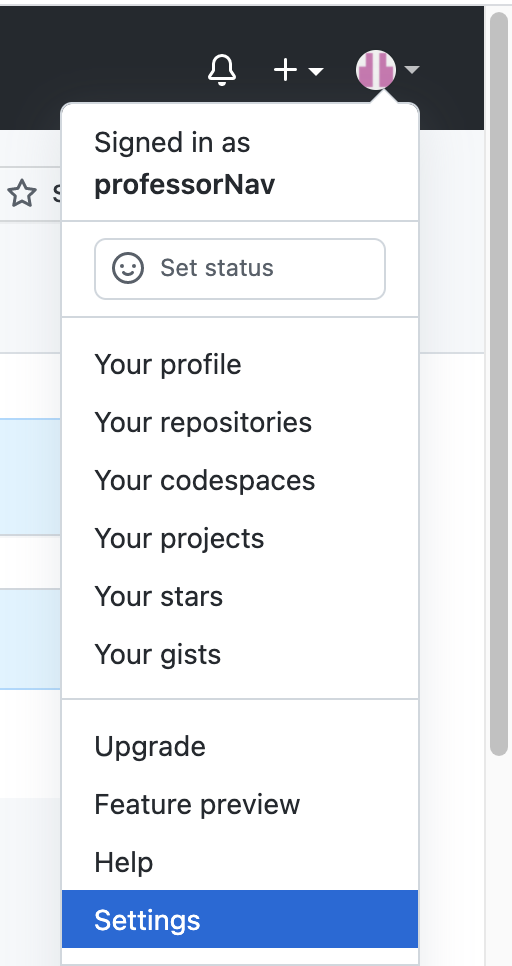 Signed in as
professorNav
Set status
Your profile
Your repositories
Your codespaces
Your projects
Your stars
Your gists
Upgrade
Feature preview
Help
Settings